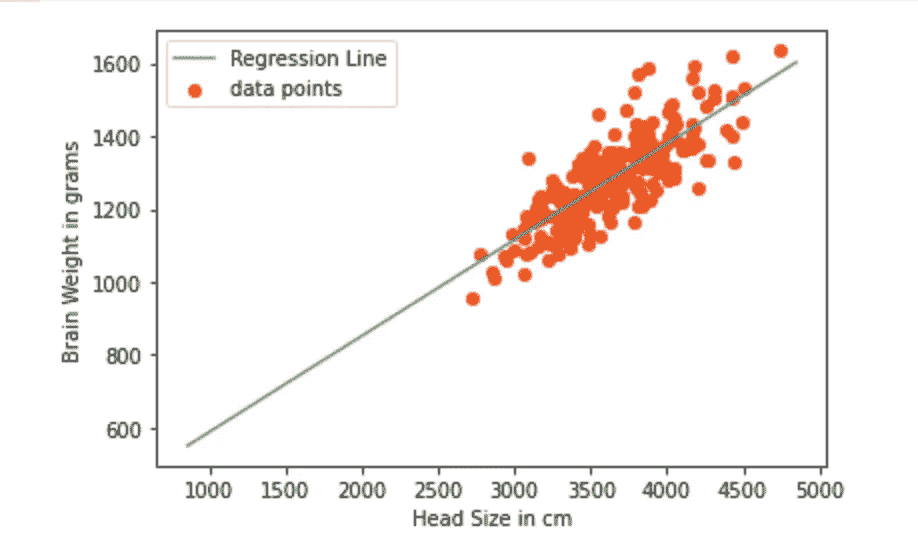 Regression Line
data points
1600
1400
1200
1000
800
600
Brain Weight in grams
1000 1500 2000 2500 3000 3500 4000 4500 5000
Head Size in cm